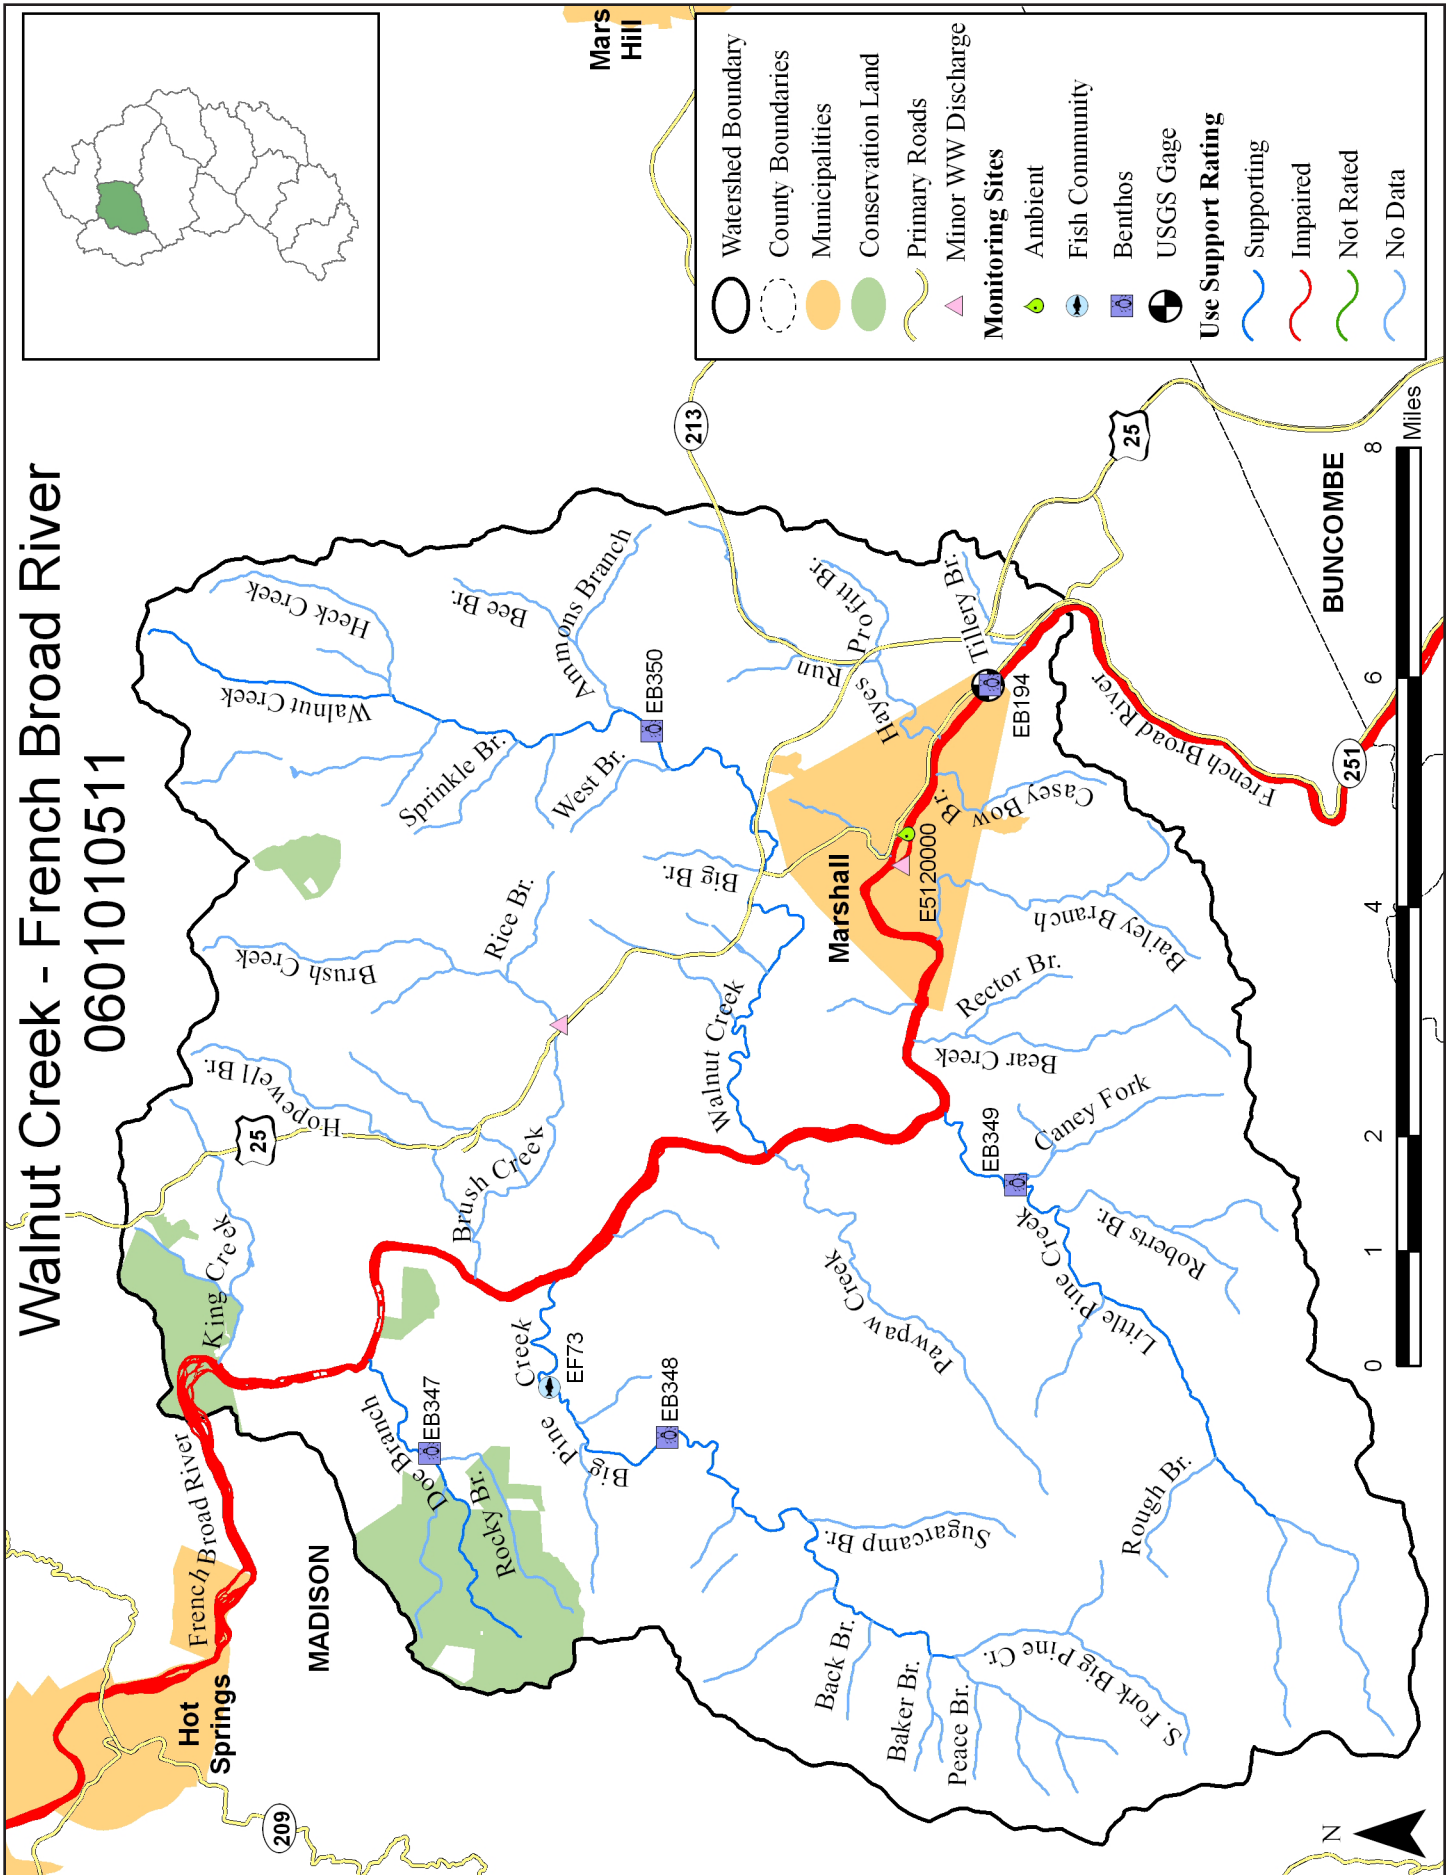 Walnut Creek - French Broad River
0601010511
Mars
Hill
Watershed Boundary
County Boundaries
Municipalities
Conservation Land
Primary Roads
Minor WW Discharge
Monitoring Sites
Ambient
Fish Community
Benthos
USGS Gage
Use Support Rating
Supporting
Impaired
Not Rated
No Data
Hot
Springs
209
French Broad River
MADISON
King Creek
25
Hopewell Br.
Brush Creek
Rice Br.
Brush Creek
Walnut Creek
Heck Creek
Bee Br.
Ammons Branch
Sprinkle Br.
West Br.
EB350
213
Big Br.
Walnut Creek
Doe Branch
EB347
Rocky Br.
Big
Pine
Creek
EF73
EB348
Marshall
E5120000
Hayes
Run
Profitt Br.
Tillery Br.
EB194
25
Casey Bow
Br.
Bailey Branch
Rector Br.
Bear Creek
Caney Fork
EB349
Little Pine Creek
Roberts Br.
Pawpaw Creek
Sugarcamp Br.
Rough Br.
Back Br.
Baker Br.
Peace Br.
S. Fork Big Pine Cr.
French Broad River
251
BUNCOMBE
N
0
1
2
4
6
8
Miles